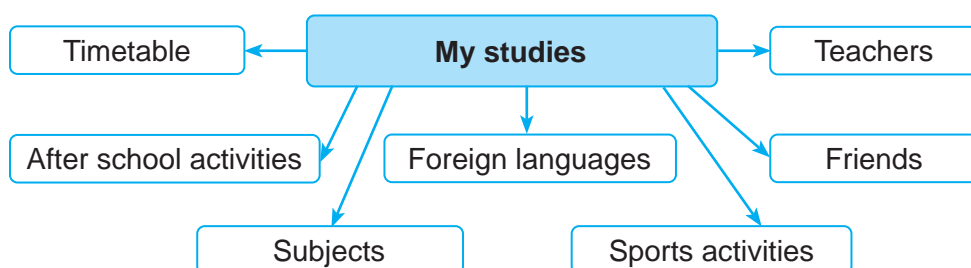 Timetable
My studies
Teachers
After school activities
Foreign languages
Friends
Subjects
Sports activities